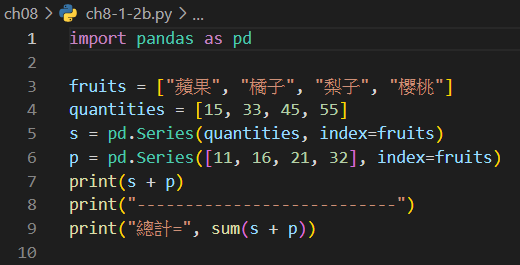 ch08 > ch8-1-2b.py > ...
1 import pandas as pd
2
3 fruits = ["蘋果", "橘子", "梨子", "櫻桃"]
4 quantities = [15, 33, 45, 55]
5 s = pd.Series(quantities, index=fruits)
6 p = pd.Series([11, 16, 21, 32], index=fruits)
7 print(s + p)
8 print("---------------------------")
9 print("總計=", sum(s + p))
10